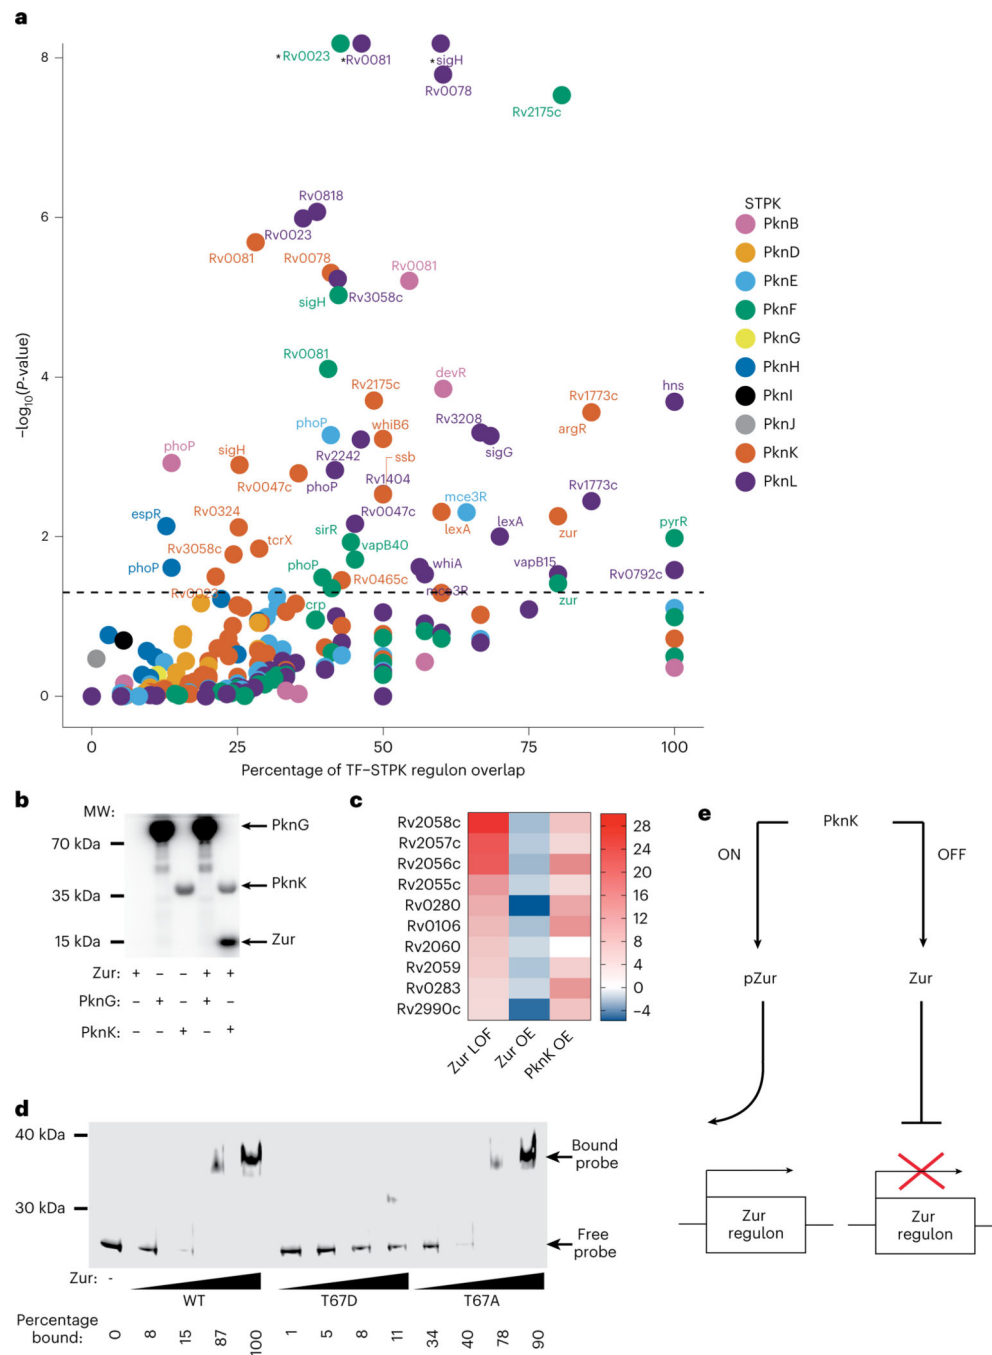 a
8
6
4
2
0
*Rv0023
*Rv0081
*sigH
Rv0078
Rv2175c
Rv0818
Rv0023
Rv0081
Rv0078
Rv0081
sigH
Rv3058c
Rv0081
devR
Rv2175c
Rv1773c
hns
phoP
whiB6
Rv3208
argR
phoP
sigH
Rv2242
ssb
sigG
Rv0047c
phoP
Rv1404
Rv1773c
espR
Rv0324
sirR
Rv0047c
mce3R
lexA
lexA
zur
pyrR
Rv3058c
tcrX
vapB40
phoP
phoP
Rv0465c
whiA
vapB15
Rv0792c
Rv0023
crp
mce3R
zur
0
25
50
75
100
Percentage of TF–STPK regulon overlap
–log10(P-value)
STPK
PknB
PknD
PknE
PknF
PknG
PknH
PknI
PknJ
PknK
PknL
b
MW:
70 kDa
35 kDa
15 kDa
PknG
PknK
Zur
Zur: + – – + +
PknG: – + – + –
PknK: – – + – +
c
Rv2058c
Rv2057c
Rv2056c
Rv2055c
Rv0280
Rv0106
Rv2060
Rv2059
Rv0283
Rv2990c
Zur LOF
Zur OE
PknK OE
28
24
20
16
12
8
4
0
–4
d
40 kDa
30 kDa
Bound
probe
Free
probe
Zur: -
WT
T67D
T67A
Percentage
bound:
0 8 15 87 100 1 5 8 11 34 40 78 90
e
PknK
ON
OFF
pZur
Zur
Zur
regulon
Zur
regulon